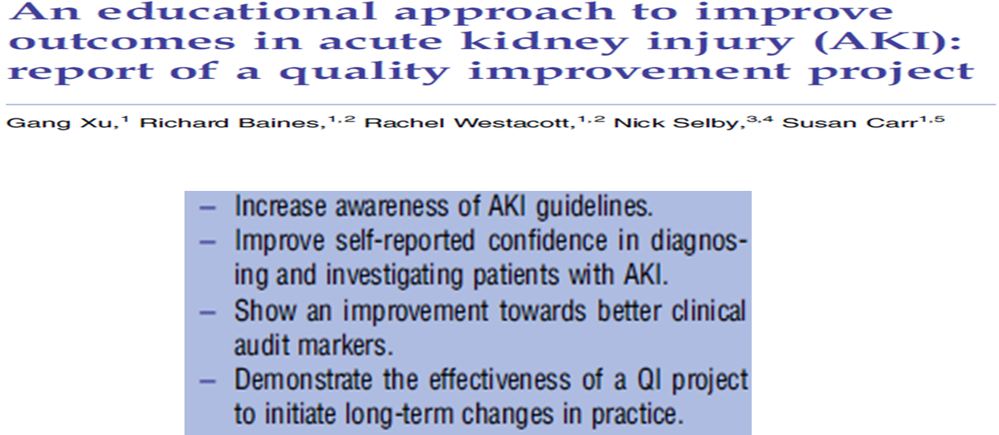 An educational approach to improve
outcomes in acute kidney injury (AKI):
report of a quality improvement project
Gang Xu,¹ Richard Baines,¹,² Rachel Westacott,¹,² Nick Selby,³,⁴ Susan Carr¹,⁵
– Increase awareness of AKI guidelines.
– Improve self-reported confidence in diagnos-
ing and investigating patients with AKI.
– Show an improvement towards better clinical
audit markers.
– Demonstrate the effectiveness of a QI project
to initiate long-term changes in practice.